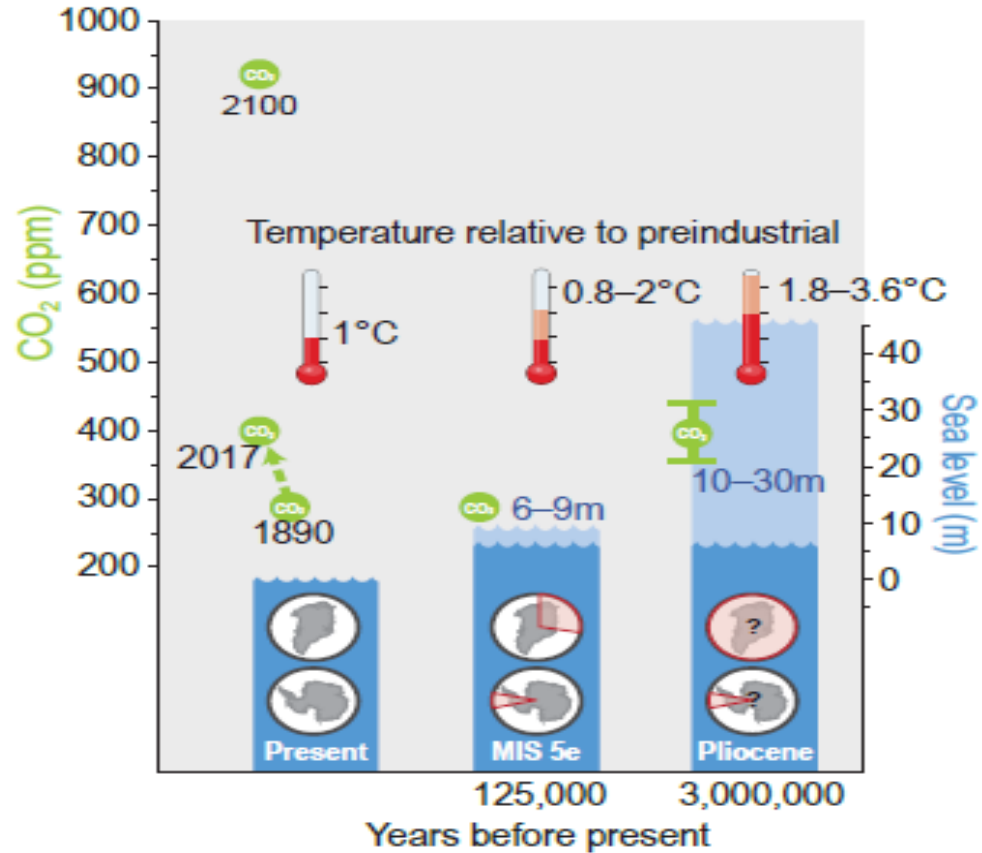 1000
900
800
700
600
500
400
300
200
CO₂ (ppm)
CO₂
2100
Temperature relative to preindustrial
1°C
0.8–2°C
1.8–3.6°C
CO₂
2017
CO₂
1890
CO₂
6–9m
CO₂
10–30m
40
30
20
10
0
Sea level (m)
?
?
Present
MIS 5e
Pliocene
125,000
3,000,000
Years before present